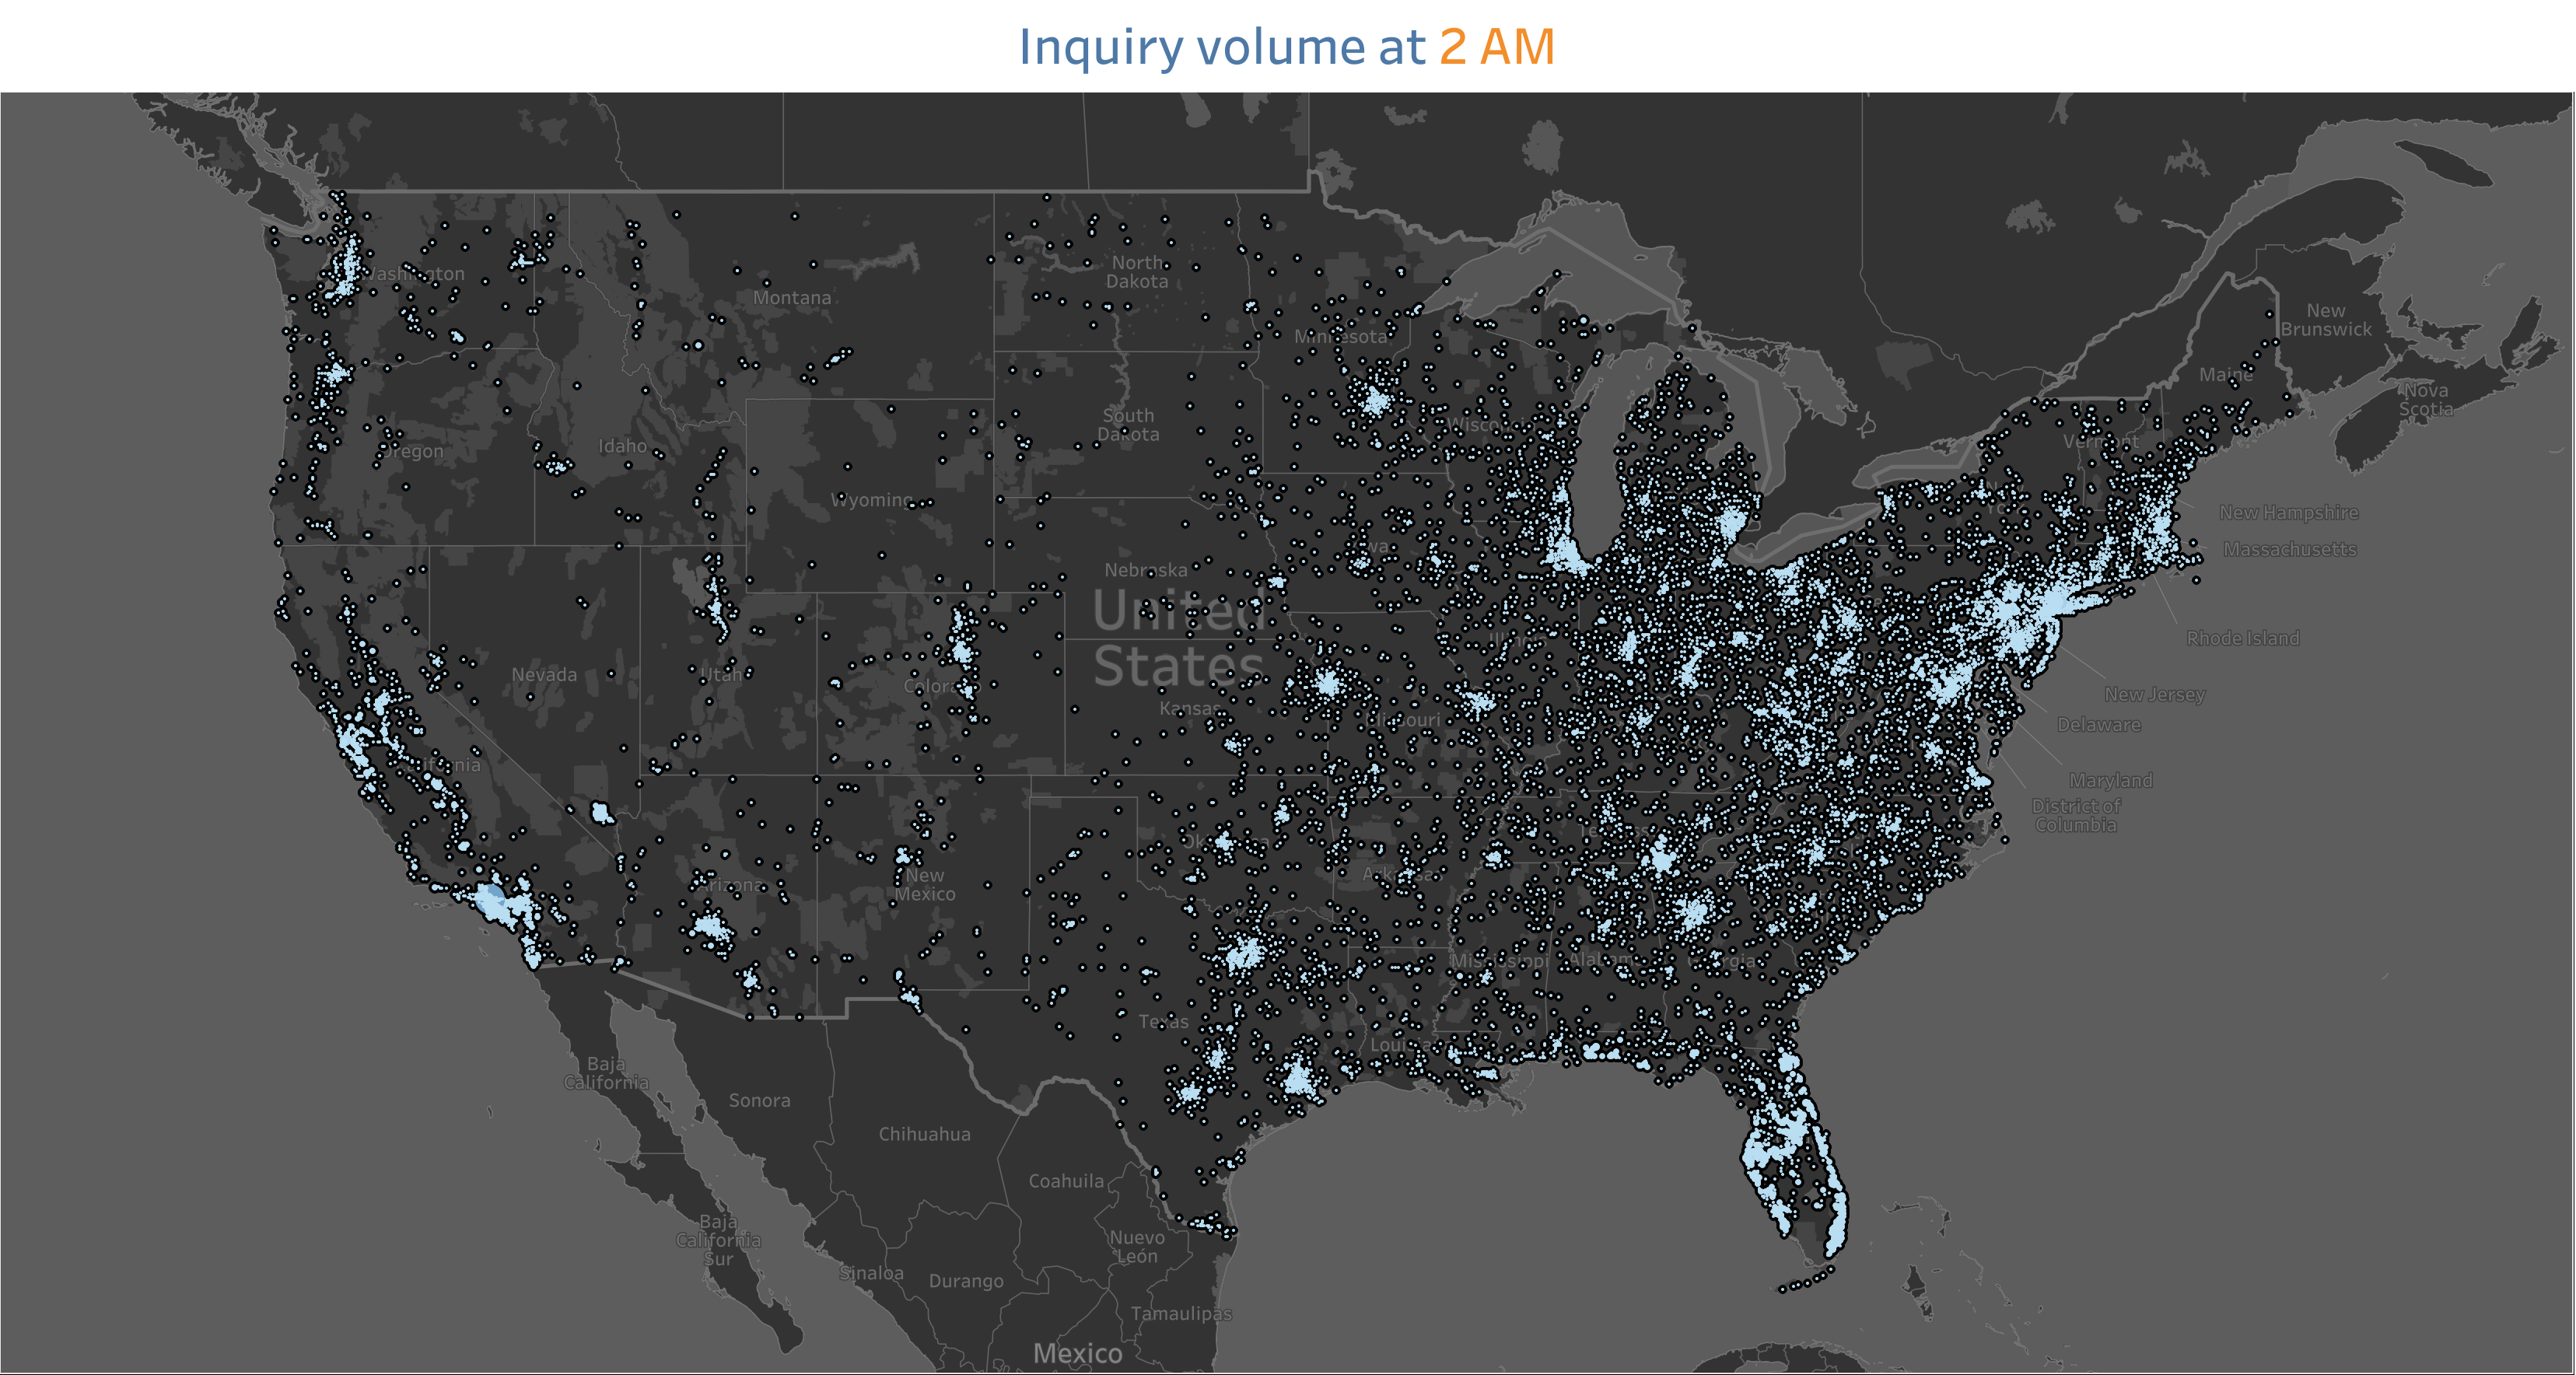 Inquiry volume at 2 AM
Washington
Montana
North
Dakota
Minnesota
New
Brunswick
Maine
Nova
Scotia
South
Dakota
Wisconsin
Vermont
Oregon
Idaho
Wyoming
New Hampshire
Massachusetts
Nebraska
United
States
Illinois
Rhode Island
Nevada
Utah
Colorado
Kansas
Missouri
New Jersey
Delaware
California
Maryland
District of
Columbia
Oklahoma
Arkansas
Arizona
New
Mexico
Mississippi
Alabama
Georgia
Texas
Louisiana
Baja
California
Sonora
Chihuahua
Coahuila
Baja
California
Sur
Nuevo
León
Sinaloa
Durango
Tamaulipas
Mexico